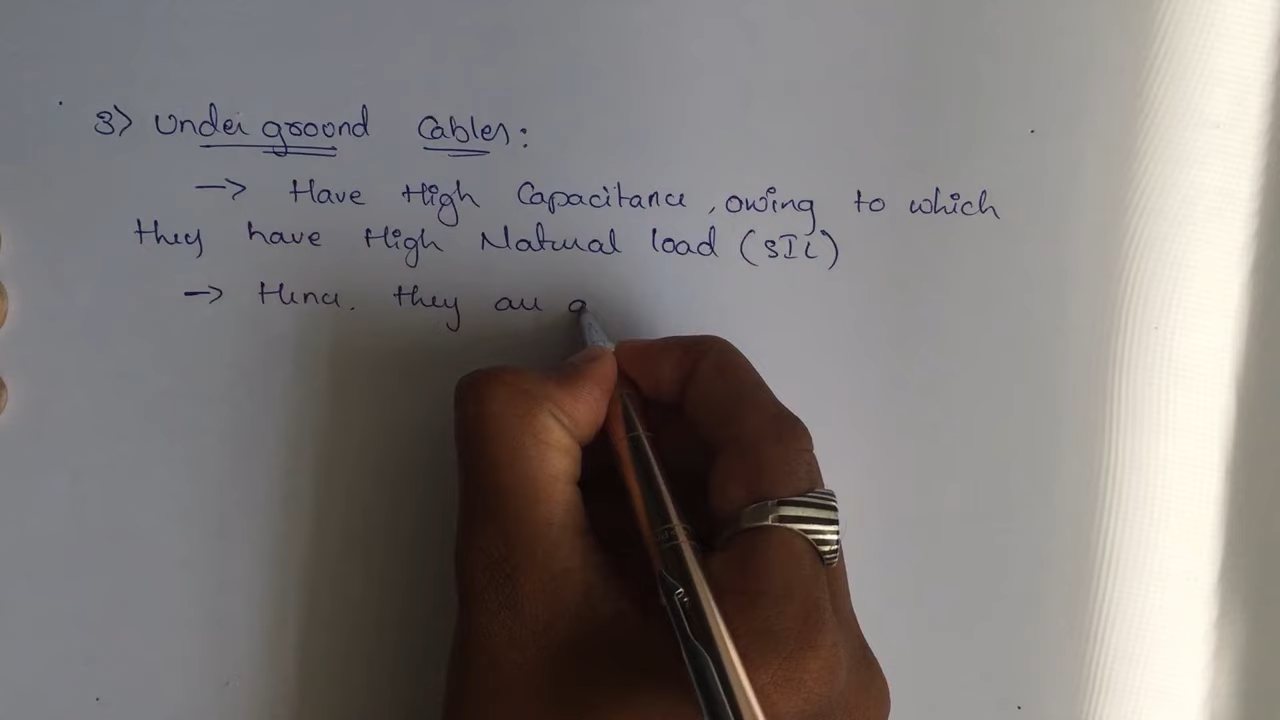 3) Underground Cables:
→ Have High Capacitance, owing to which
they have High Natural load (SIL)
→ Hence. they are a